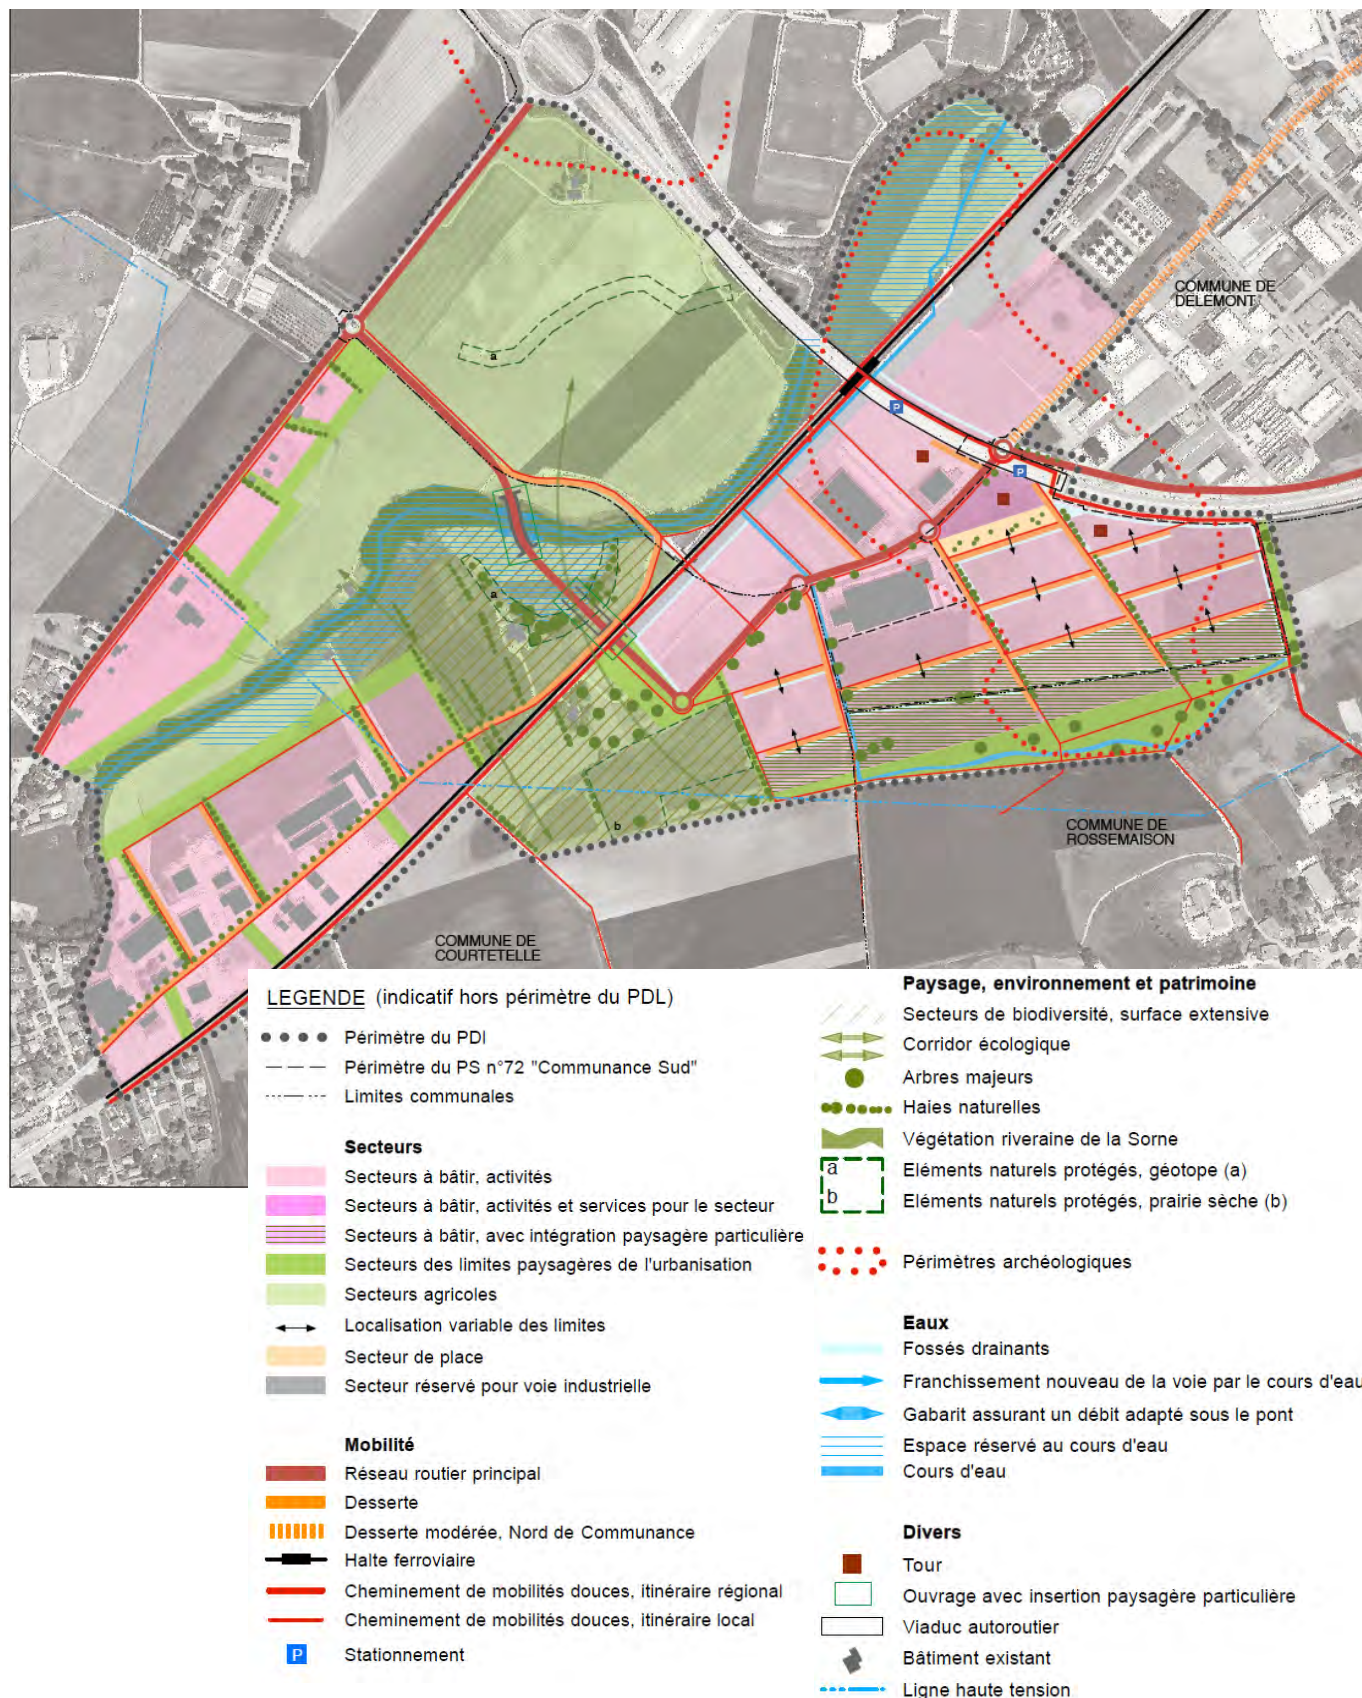 a
COMMUNE DE
DELEMONT
P
P
a
b
COMMUNE DE
ROSSEMAISON
COMMUNE DE
COURTETELLE
LEGENDE (indicatif hors périmètre du PDL)
Périmètre du PDI
Périmètre du PS n°72 "Communance Sud"
Limites communales
Secteurs
Secteurs à bâtir, activités
Secteurs à bâtir, activités et services pour le secteur
Secteurs à bâtir, avec intégration paysagère particulière
Secteurs des limites paysagères de l'urbanisation
Secteurs agricoles
Localisation variable des limites
Secteur de place
Secteur réservé pour voie industrielle
Mobilité
Réseau routier principal
Desserte
Desserte modérée, Nord de Communance
Halte ferroviaire
Cheminement de mobilités douces, itinéraire régional
Cheminement de mobilités douces, itinéraire local
P Stationnement
Paysage, environnement et patrimoine
Secteurs de biodiversité, surface extensive
Corridor écologique
Arbres majeurs
Haies naturelles
Végétation riveraine de la Sorne
a Eléments naturels protégés, géotope (a)
b Eléments naturels protégés, prairie sèche (b)
Périmètres archéologiques
Eaux
Fossés drainants
Franchissement nouveau de la voie par le cours d'eau
Gabarit assurant un débit adapté sous le pont
Espace réservé au cours d'eau
Cours d'eau
Divers
Tour
Ouvrage avec insertion paysagère particulière
Viaduc autoroutier
Bâtiment existant
Ligne haute tension